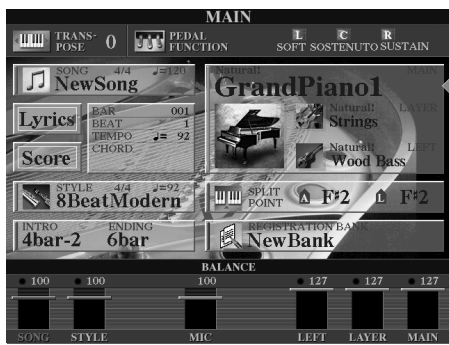 MAIN
TRANS-
POSE 0
PEDAL
FUNCTION
L C R
SOFT SOSTENUTO SUSTAIN
SONG 4/4 ♩=120
NewSong
Lyrics
Score
BAR 001
BEAT 1
TEMPO ♩= 92
CHORD
Natural! MAIN
GrandPiano1
Natural! LAYER
Strings
Natural! LEFT
Wood Bass
STYLE 4/4 ♩=92
8BeatModern
SPLIT
POINT
A F♯2 L F♯2
INTRO ENDING
4bar-2 6bar
REGISTRATION BANK
NewBank
BALANCE
100 100 100 127 127 127
SONG STYLE MIC LEFT LAYER MAIN